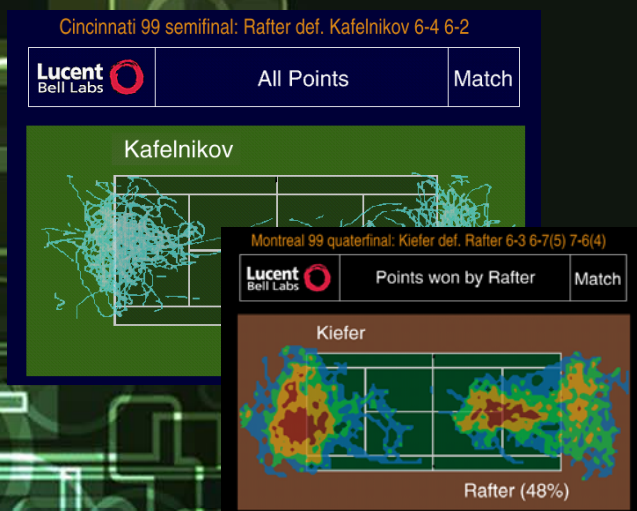 Cincinnati 99 semifinal: Rafter def. Kafelnikov 6-4 6-2
Lucent
Bell Labs
All Points
Match
Kafelnikov
Montreal 99 quaterfinal: Kiefer def. Rafter 6-3 6-7(5) 7-6(4)
Lucent
Bell Labs
Points won by Rafter
Match
Kiefer
Rafter (48%)